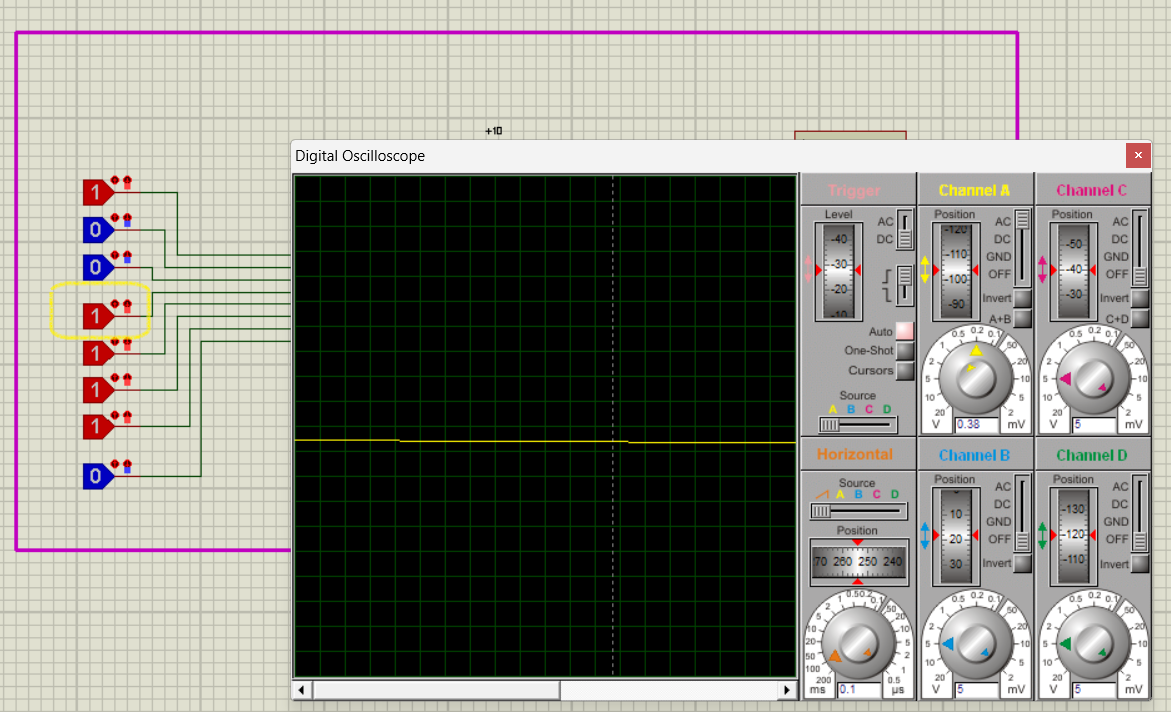 +10
Digital Oscilloscope
1
0
0
1
1
1
1
0
Trigger
Level
-40
-30
-20
-10
AC
DC
Auto
One-Shot
Cursors
Source
A B C D
Channel A
Position
-120
-110
-100
-90
AC
DC
GND
OFF
Invert
A+B
0.5 0.2 0.1
1 50
2 20
5 10
10 5
20 2
V 0.38 mV
Channel C
Position
-50
-40
-30
AC
DC
GND
OFF
Invert
C+D
0.5 0.2 0.1
1 50
2 20
5 10
10 5
20 2
V 5 mV
Horizontal
Source
A B C D
Position
70 260 250 240
1 0.5 0.2 0.1
2 50
5 20
10 10
20 5
50 2
100 1
200 0.5
ms 0.1 µs
Channel B
Position
10
20
30
AC
DC
GND
OFF
Invert
0.5 0.2 0.1
1 50
2 20
5 10
10 5
20 2
V 5 mV
Channel D
Position
-130
-120
-110
AC
DC
GND
OFF
Invert
0.5 0.2 0.1
1 50
2 20
5 10
10 5
20 2
V 5 mV